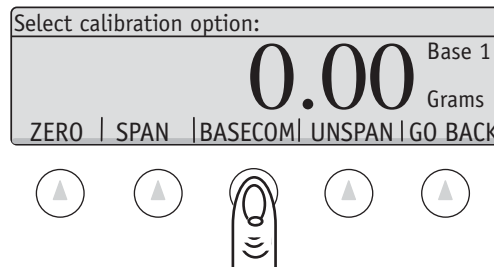 Select calibration option:
0.00 Base 1
Grams
ZERO | SPAN |BASECOM| UNSPAN | GO BACK